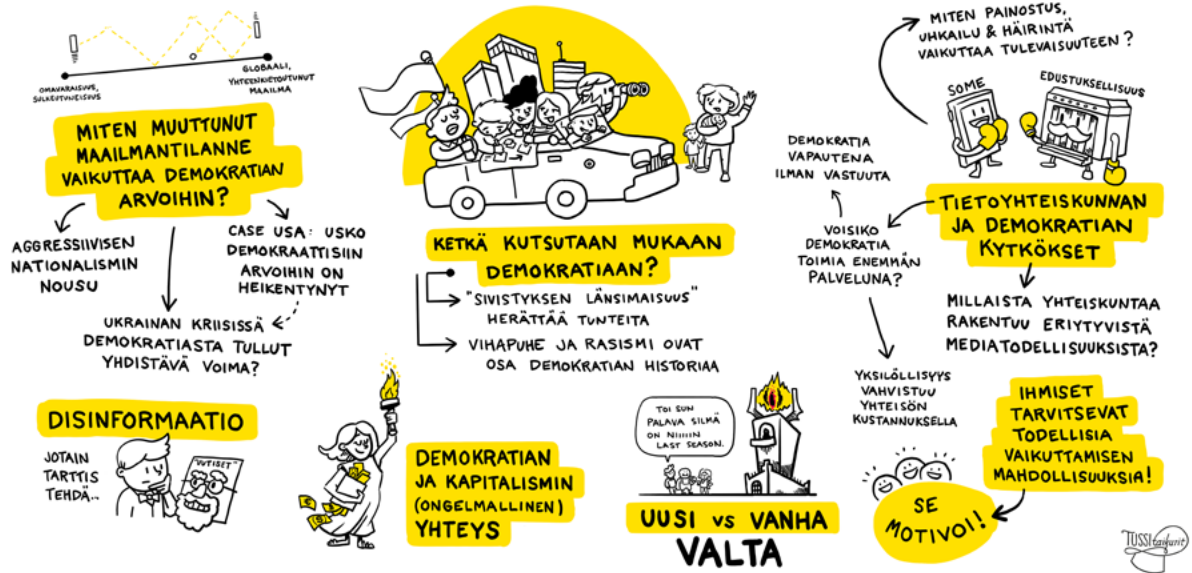 OMAVARAISUUS,
SULKEUTUNEISUUS
GLOBAALI,
YHTEENKIETOUTUNUT
MAAILMA
MITEN MUUTTUNUT
MAAILMANTILANNE
VAIKUTTAA DEMOKRATIAN
ARVOIHIN?
AGGRESSIIVISEN
NATIONALISMIN
NOUSU
CASE USA: USKO
DEMOKRAATTISIIN
ARVOIHIN ON
HEIKENTYNYT
UKRAINAN KRIISISSÄ
DEMOKRATIASTA TULLUT
YHDISTÄVÄ VOIMA?
KETKÄ KUTSUTAAN MUKAAN
DEMOKRATIAAN?
"SIVISTYKSEN LÄNSIMAISUUS"
HERÄTTÄÄ TUNTEITA
VIHAPUHE JA RASISMI OVAT
OSA DEMOKRATIAN HISTORIAA
MITEN PAINOSTUS,
UHKAILU & HÄIRINTÄ
VAIKUTTAA TULEVAISUUTEEN?
SOME
EDUSTUKSELLISUUS
TIETOYHTEISKUNNAN
JA DEMOKRATIAN
KYTKÖKSET
DEMOKRATIA
VAPAUTENA
ILMAN VASTUUTA
VOISIKO
DEMOKRATIA
TOIMIA ENEMMÄN
PALVELUNA?
MILLAISTA YHTEISKUNTAA
RAKENTUU ERIYTYVISTÄ
MEDIATODELLISUUKSISTA?
YKSILÖLLISYYS
VAHVISTUU
YHTEISÖN
KUSTANNUKSELLA
DISINFORMAATIO
JOTAIN
TARTTIS
TEHDÄ...
"UUTISET"
DEMOKRATIAN
JA KAPITALISMIN
(ONGELMALLINEN)
YHTEYS
TOI SUN
PALAVA SILMÄ
ON NIIIIIN
LAST SEASON.
UUSI VS VANHA
VALTA
IHMISET
TARVITSEVAT
TODELLISIA
VAIKUTTAMISEN
MAHDOLLISUUKSIA!
SE
MOTIVOI!
TUSSItaikurit